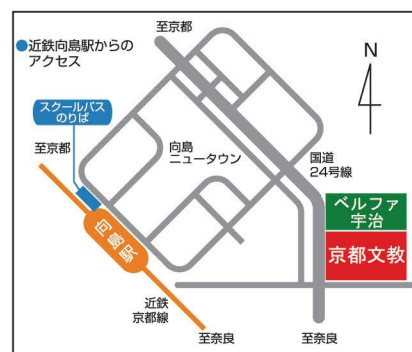 ●近鉄向島駅からの
アクセス
至京都
N
スクールバス
のりば
至京都
向島
ニュータウン
国道
24号線
ベルファ
宇治
京都文教
向島駅
近鉄
京都線
至奈良
至奈良